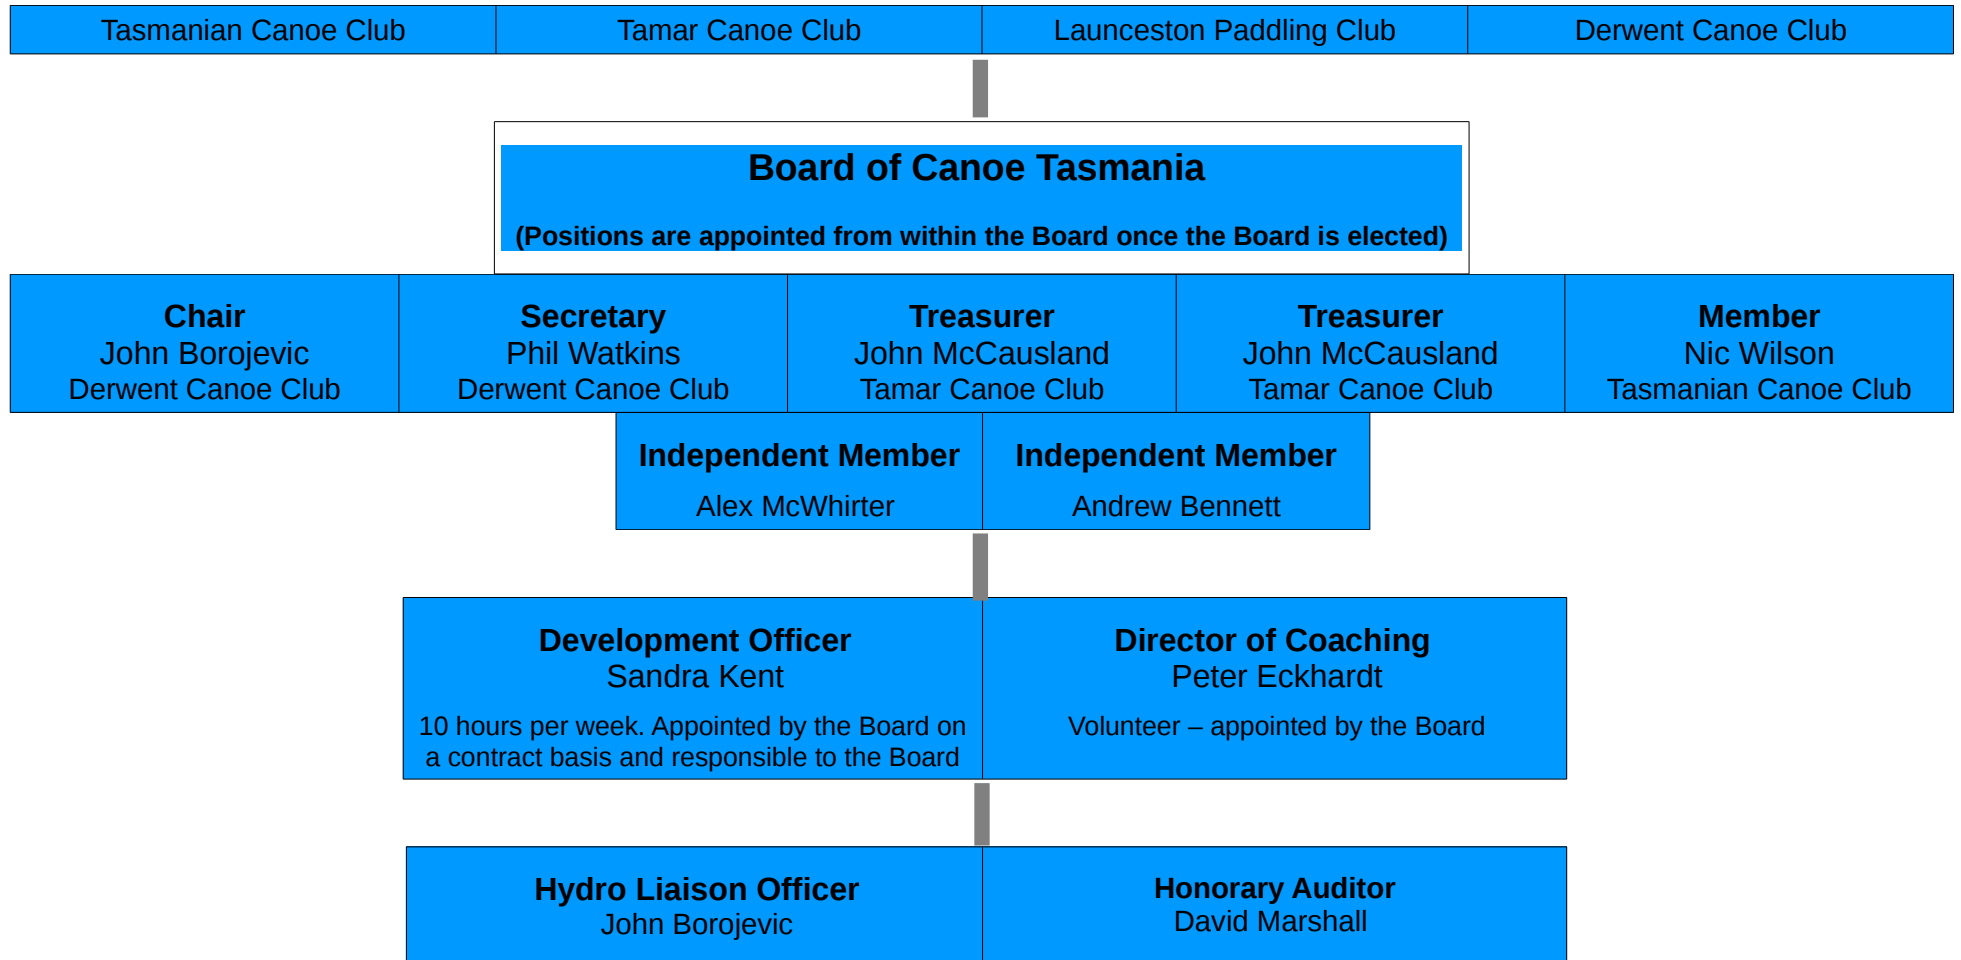 Tasmanian Canoe Club
Tamar Canoe Club
Launceston Paddling Club
Derwent Canoe Club
Board of Canoe Tasmania
(Positions are appointed from within the Board once the Board is elected)
Chair
John Borojevic
Derwent Canoe Club
Secretary
Phil Watkins
Derwent Canoe Club
Treasurer
John McCausland
Tamar Canoe Club
Treasurer
John McCausland
Tamar Canoe Club
Member
Nic Wilson
Tasmanian Canoe Club
Independent Member
Alex McWhirter
Independent Member
Andrew Bennett
Development Officer
Sandra Kent
10 hours per week. Appointed by the Board on
a contract basis and responsible to the Board
Director of Coaching
Peter Eckhardt
Volunteer – appointed by the Board
Hydro Liaison Officer
John Borojevic
Honorary Auditor
David Marshall